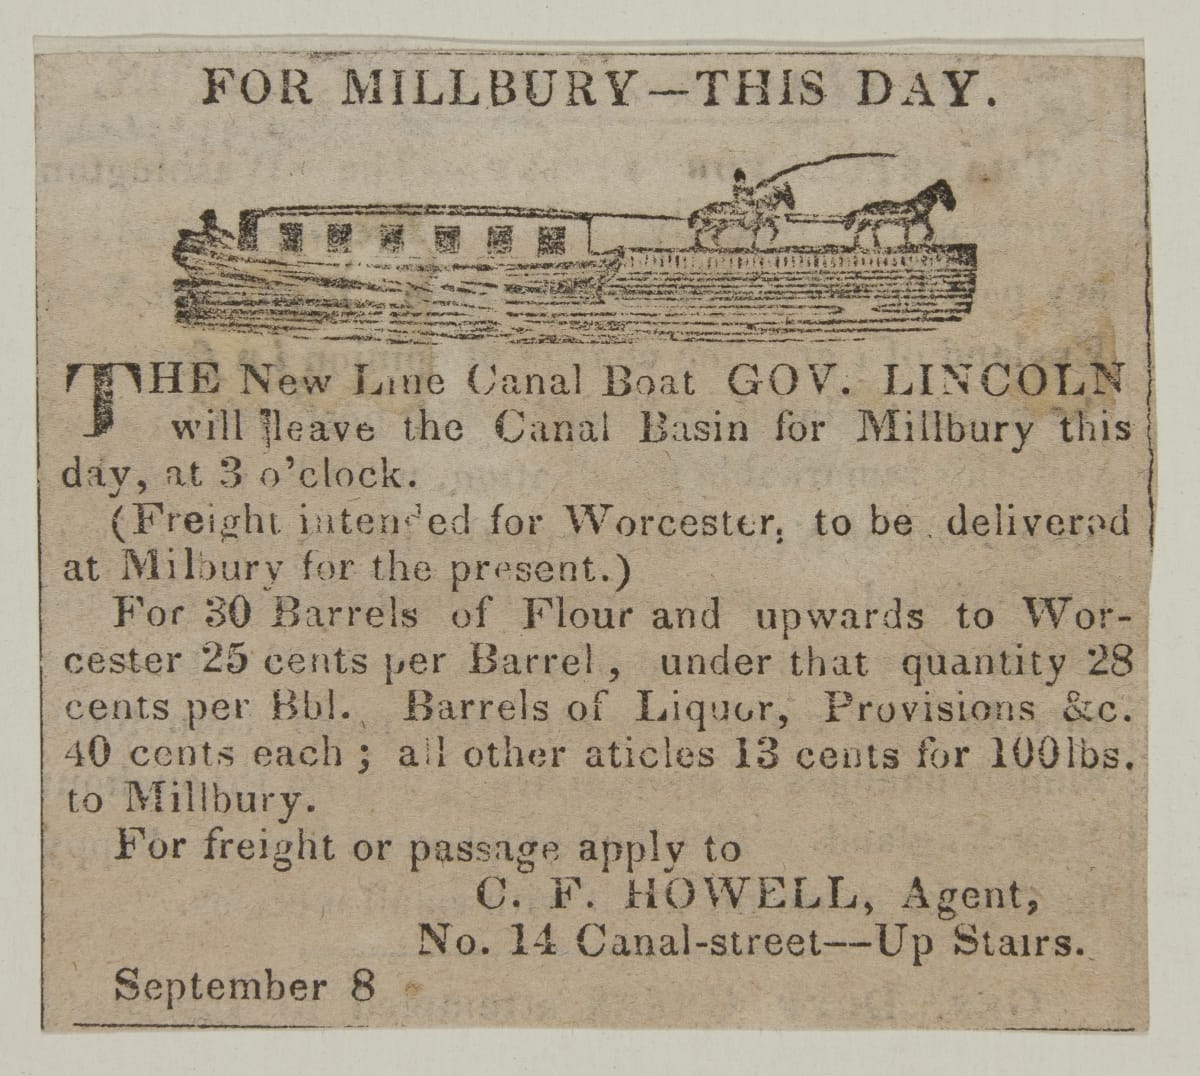 FOR MILLBURY—THIS DAY.
THE New Line Canal Boat GOV. LINCOLN
will leave the Canal Basin for Millbury this
day, at 3 o'clock.
(Freight intended for Worcester, to be delivered
at Milbury for the present.)
For 30 Barrels of Flour and upwards to Wor-
cester 25 cents per Barrel, under that quantity 28
cents per Bbl. Barrels of Liquor, Provisions &c.
40 cents each; all other aticles 13 cents for 100lbs.
to Millbury.
For freight or passage apply to
C. F. HOWELL, Agent,
No. 14 Canal-street—Up Stairs.
September 8